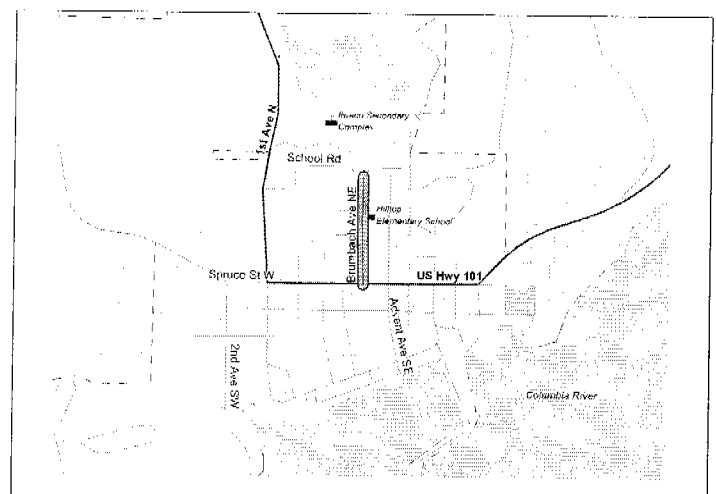 1st Ave N
Ilwaco Secondary
Complex
School Rd
Brumbach Ave NE
Hilltop
Elementary School
Spruce St W
US Hwy 101
Advent Ave SE
2nd Ave SW
Columbia River